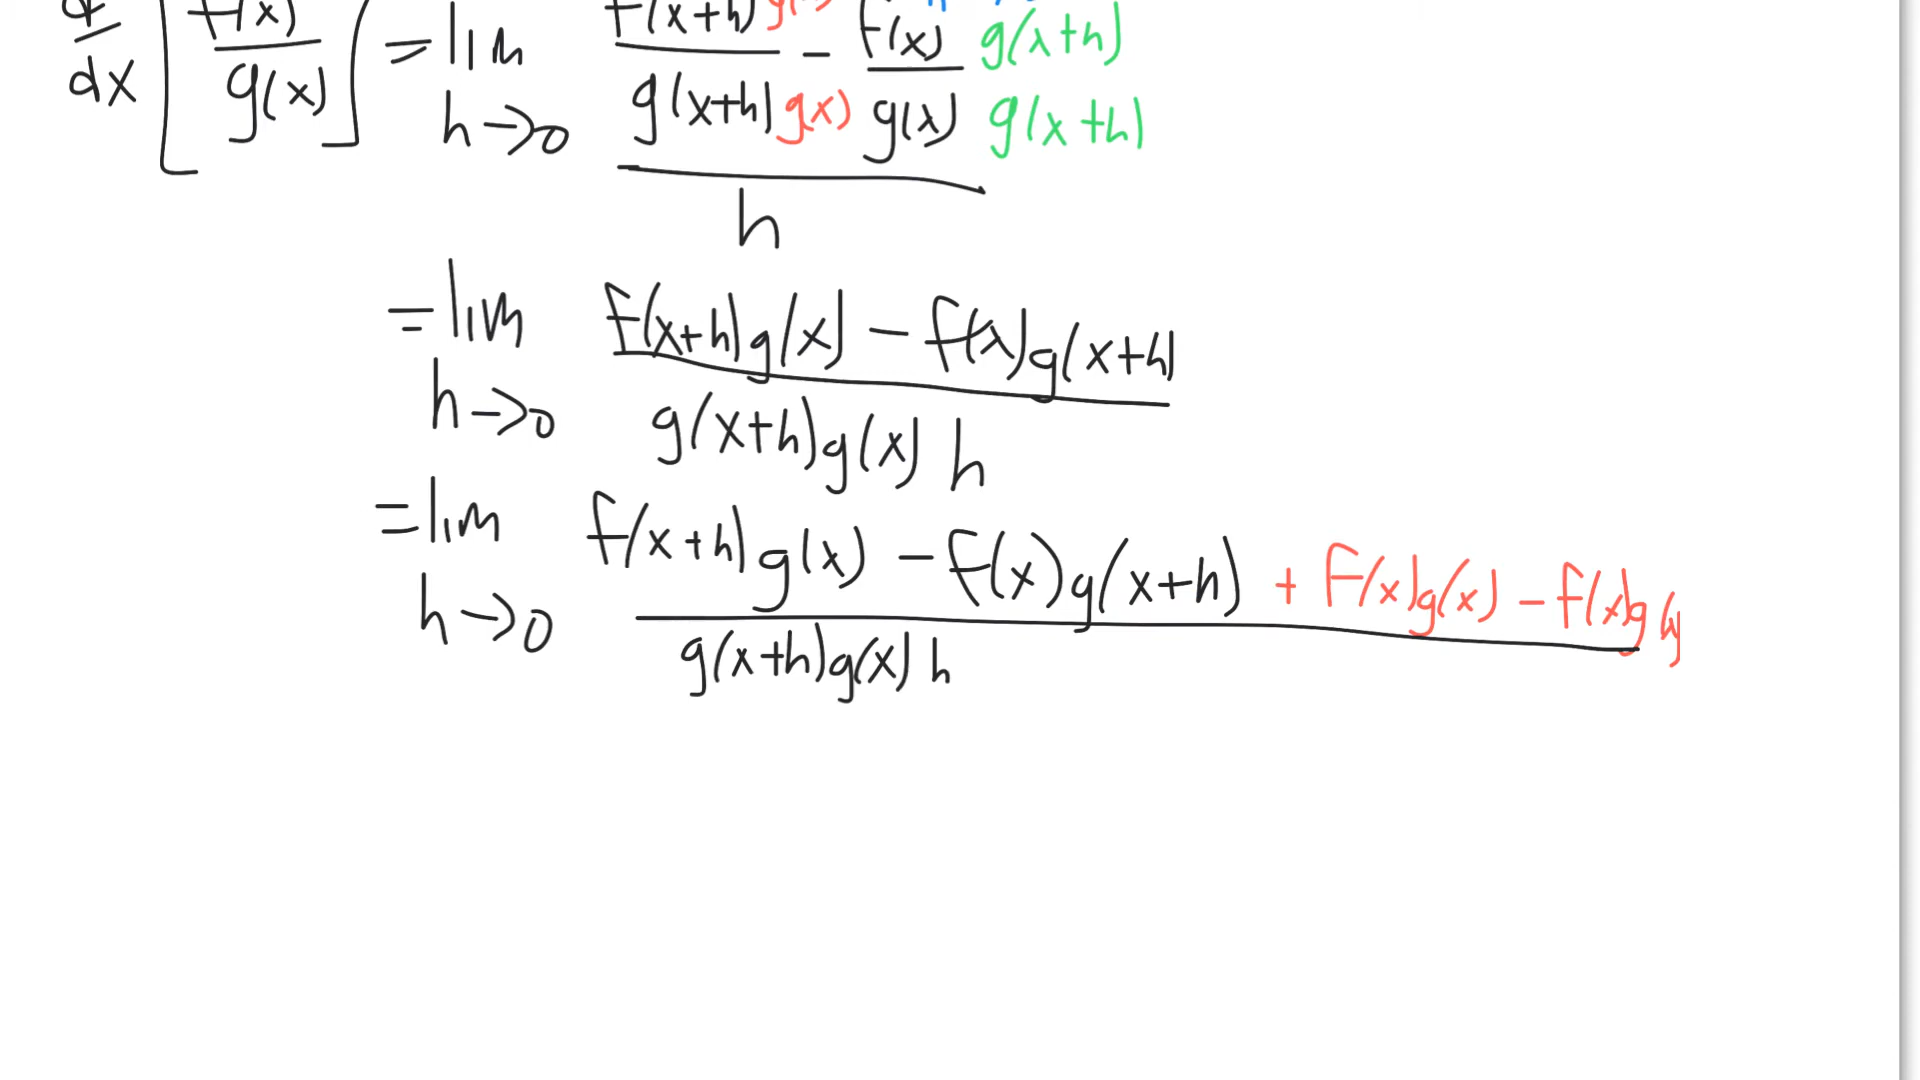 d/dx [f(x)/g(x)] = lim h→0 (f(x+h)/g(x+h) g(x) − f(x)/g(x) g(x+h)/g(x+h)) / h
= lim h→0 (f(x+h)g(x) − f(x)g(x+h)) / (g(x+h)g(x) h)
= lim h→0 (f(x+h)g(x) − f(x)g(x+h) + f(x)g(x) − f(x)g) / (g(x+h)g(x) h)